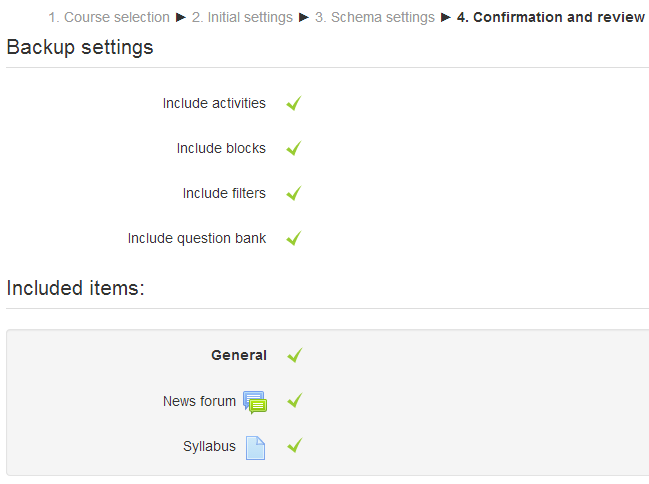 1. Course selection ► 2. Initial settings ► 3. Schema settings ► 4. Confirmation and review
Backup settings
Include activities
Include blocks
Include filters
Include question bank
Included items:
General
News forum
Syllabus